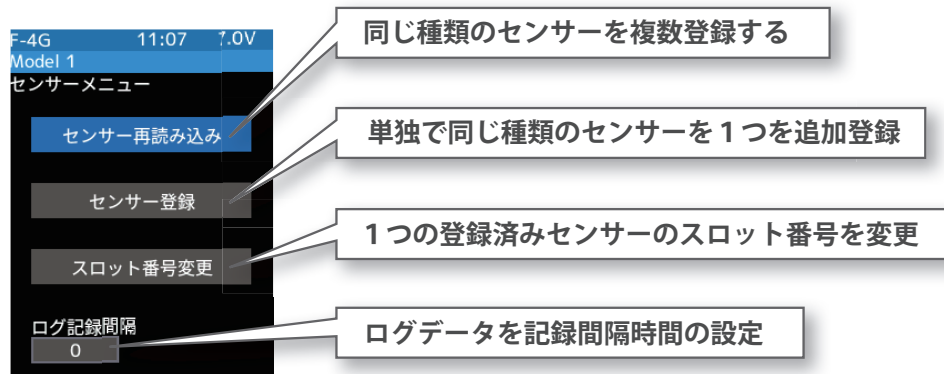 F-4G 11:07 7.0V
Model 1
センサーメニュー
センサー再読み込み
センサー登録
スロット番号変更
ログ記録間隔
0
同じ種類のセンサーを複数登録する
単独で同じ種類のセンサーを１つを追加登録
１つの登録済みセンサーのスロット番号を変更
ログデータを記録間隔時間の設定